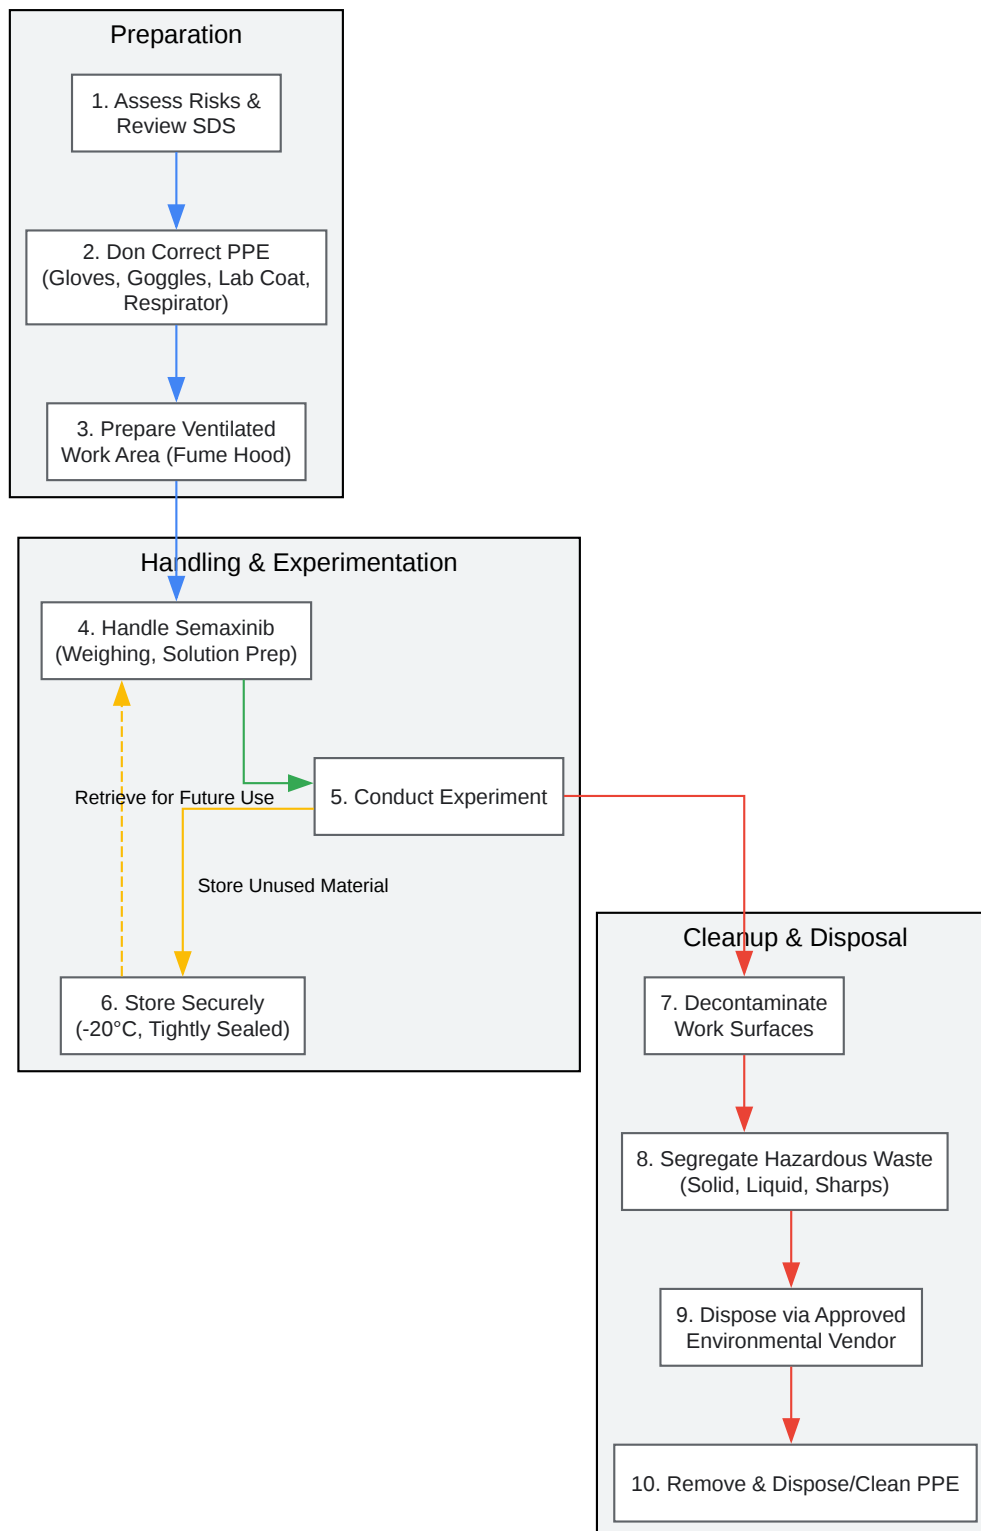 Preparation
1. Assess Risks &
Review SDS
2. Don Correct PPE
(Gloves, Goggles, Lab Coat,
Respirator)
3. Prepare Ventilated
Work Area (Fume Hood)
Handling & Experimentation
4. Handle Semaxinib
(Weighing, Solution Prep)
Retrieve for Future Use
5. Conduct Experiment
Store Unused Material
6. Store Securely
(-20°C, Tightly Sealed)
Cleanup & Disposal
7. Decontaminate
Work Surfaces
8. Segregate Hazardous Waste
(Solid, Liquid, Sharps)
9. Dispose via Approved
Environmental Vendor
10. Remove & Dispose/Clean PPE